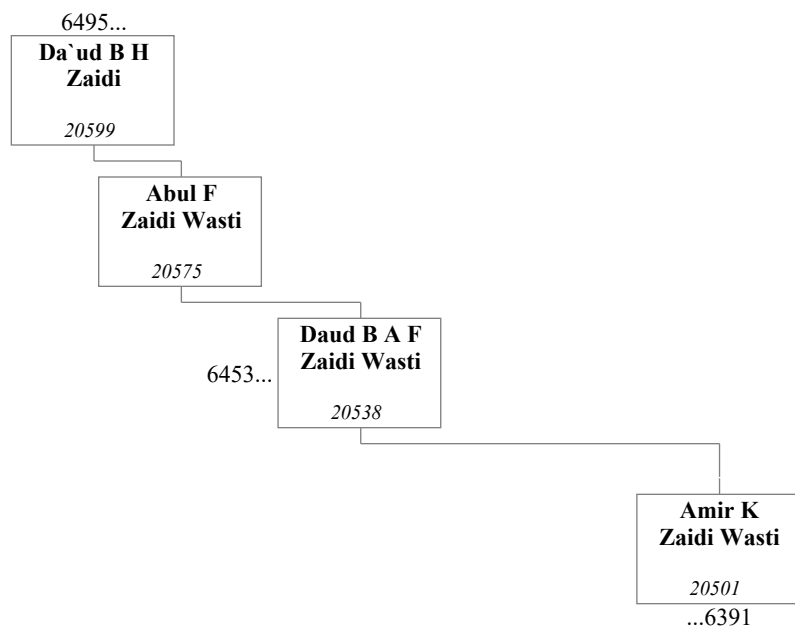 6495...
Da`ud B H
Zaidi
20599
Abul F
Zaidi Wasti
20575
Daud B A F
Zaidi Wasti
6453...
20538
Amir K
Zaidi Wasti
20501
...6391